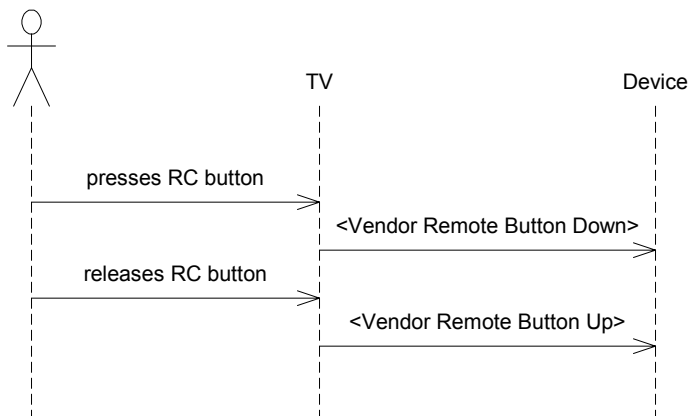 TV
Device
presses RC button
<Vendor Remote Button Down>
releases RC button
<Vendor Remote Button Up>